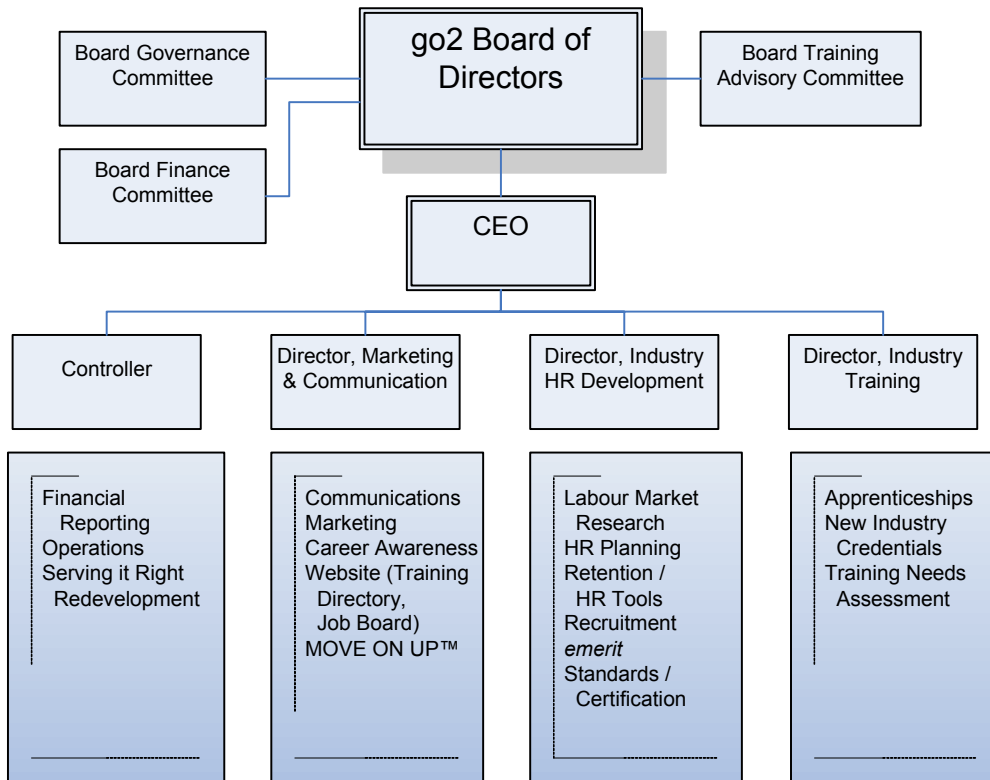 go2 Board of
Directors
Board Governance
Committee
Board Training
Advisory Committee
Board Finance
Committee
CEO
Controller
Director, Marketing
& Communication
Director, Industry
HR Development
Director, Industry
Training
Financial
Reporting
Operations
Serving it Right
Redevelopment
Communications
Marketing
Career Awareness
Website (Training
Directory,
Job Board)
MOVE ON UP™
Labour Market
Research
HR Planning
Retention /
HR Tools
Recruitment
emerit
Standards /
Certification
Apprenticeships
New Industry
Credentials
Training Needs
Assessment